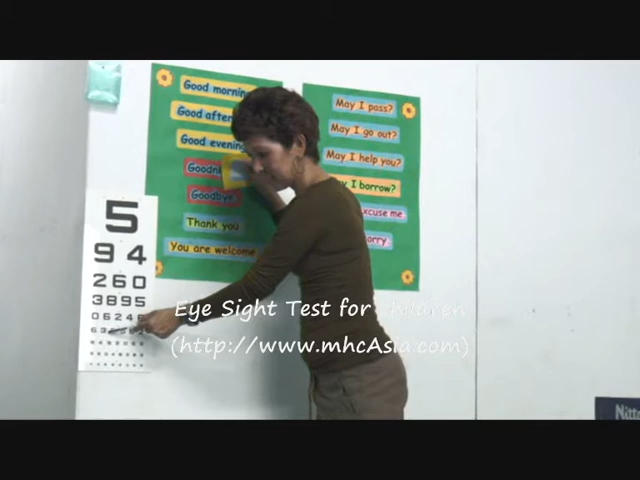 Good morning
Good after
Good evening
Goodni
Goodbye
Thank you
You are welcome
May I pass?
May I go out?
May I help you?
I borrow?
xcuse me
orry
5
9 4
2 6 0
3 8 9 5
0 6 2 4
Eye Sight Test for Children
(http://www.mhcAsia.com)
Nitto